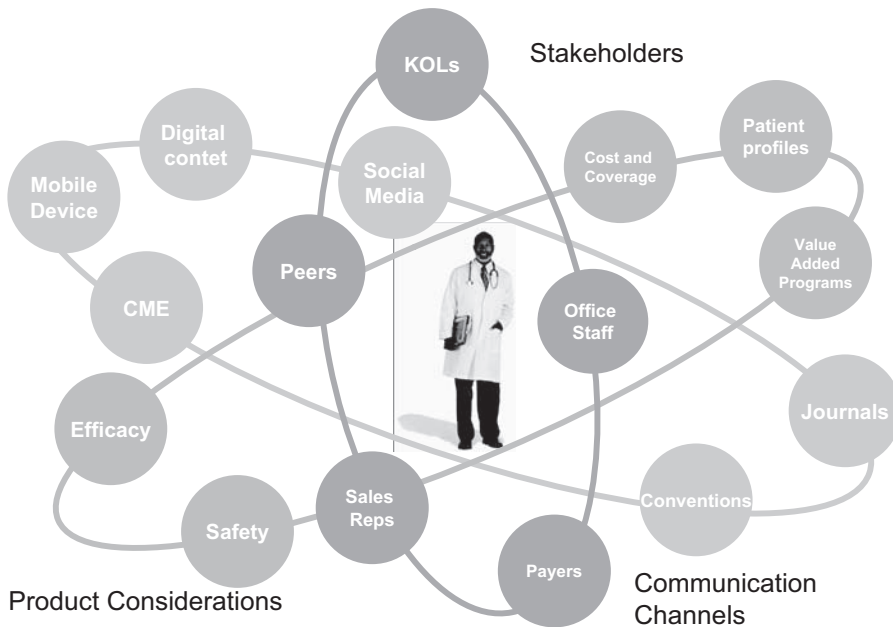 KOLs
Stakeholders
Digital
contet
Social
Media
Cost and
Coverage
Patient
profiles
Mobile
Device
Peers
Value
Added
Programs
CME
Office
Staff
Efficacy
Journals
Sales
Reps
Conventions
Safety
Payers
Product Considerations
Communication
Channels